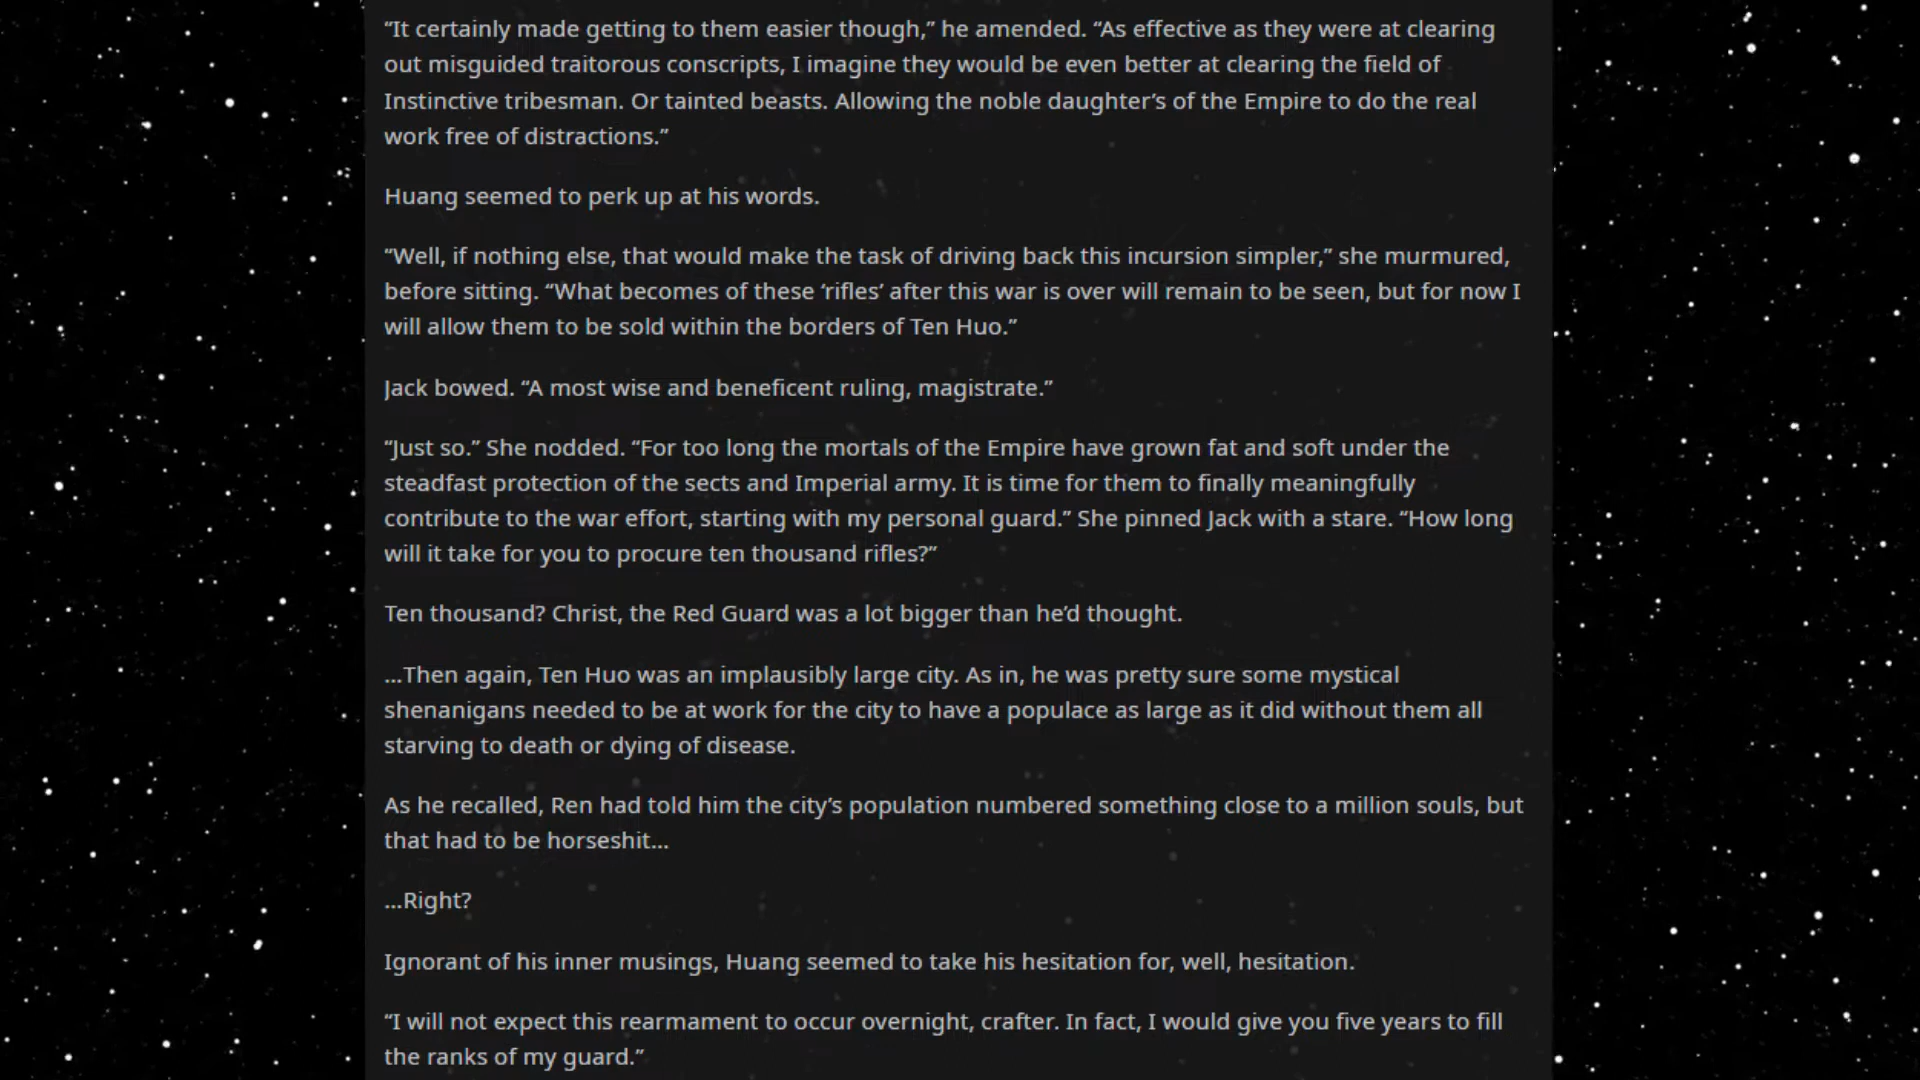 “It certainly made getting to them easier though,” he amended. “As effective as they were at clearing
out misguided traitorous conscripts, I imagine they would be even better at clearing the field of
Instinctive tribesman. Or tainted beasts. Allowing the noble daughter’s of the Empire to do the real
work free of distractions.”
Huang seemed to perk up at his words.
“Well, if nothing else, that would make the task of driving back this incursion simpler,” she murmured,
before sitting. “What becomes of these ‘rifles’ after this war is over will remain to be seen, but for now I
will allow them to be sold within the borders of Ten Huo.”
Jack bowed. “A most wise and beneficent ruling, magistrate.”
“Just so.” She nodded. “For too long the mortals of the Empire have grown fat and soft under the
steadfast protection of the sects and Imperial army. It is time for them to finally meaningfully
contribute to the war effort, starting with my personal guard.” She pinned Jack with a stare. “How long
will it take for you to procure ten thousand rifles?”
Ten thousand? Christ, the Red Guard was a lot bigger than he’d thought.
…Then again, Ten Huo was an implausibly large city. As in, he was pretty sure some mystical
shenanigans needed to be at work for the city to have a populace as large as it did without them all
starving to death or dying of disease.
As he recalled, Ren had told him the city’s population numbered something close to a million souls, but
that had to be horseshit…
…Right?
Ignorant of his inner musings, Huang seemed to take his hesitation for, well, hesitation.
“I will not expect this rearmament to occur overnight, crafter. In fact, I would give you five years to fill
the ranks of my guard.”